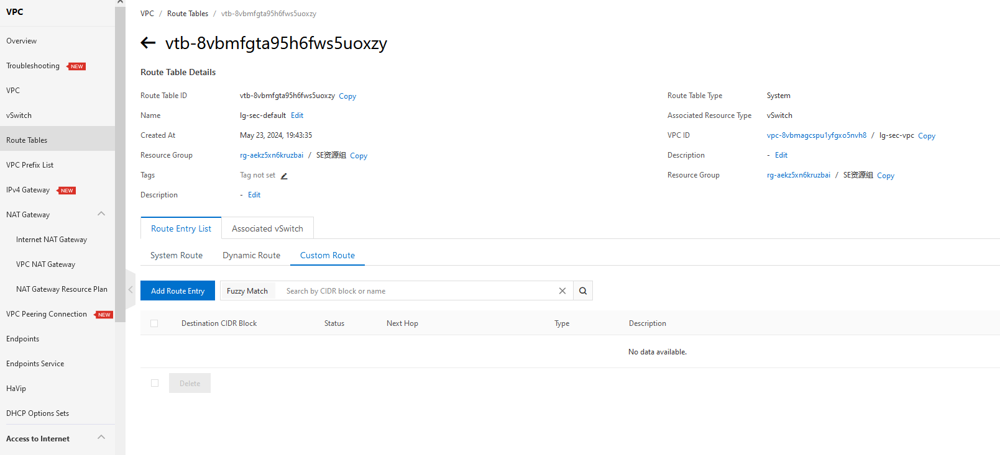 VPC
Overview
Troubleshooting NEW
VPC
vSwitch
Route Tables
VPC Prefix List
IPv4 Gateway NEW
NAT Gateway
Internet NAT Gateway
VPC NAT Gateway
NAT Gateway Resource Plan
VPC Peering Connection NEW
Endpoints
Endpoints Service
HaVip
DHCP Options Sets
Access to Internet
VPC / Route Tables / vtb-8vbmfgta95h6fws5uoxzy
vtb-8vbmfgta95h6fws5uoxzy
Route Table Details
Route Table ID vtb-8vbmfgta95h6fws5uoxzy Copy
Route Table Type System
Name lg-sec-default Edit
Associated Resource Type vSwitch
Created At May 23, 2024, 19:43:35
VPC ID vpc-8vbmagcspu1yfgxo5nvh8 / lg-sec-vpc Copy
Resource Group rg-aekz5xn6kruzbai / SE资源组 Copy
Description - Edit
Tags Tag not set
Resource Group rg-aekz5xn6kruzbai / SE资源组 Copy
Description - Edit
Route Entry List Associated vSwitch
System Route Dynamic Route Custom Route
Add Route Entry Fuzzy Match Search by CIDR block or name
Destination CIDR Block Status Next Hop Type Description
No data available.
Delete